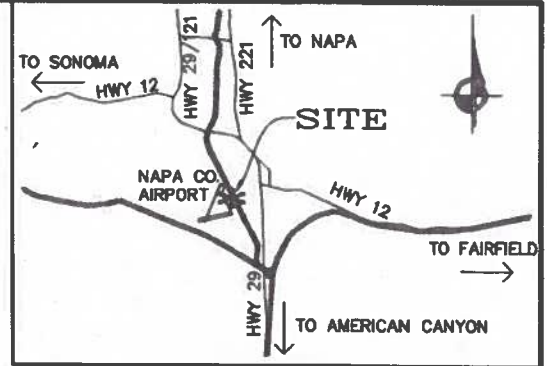 TO NAPA
HWY 29/121
HWY 221
TO SONOMA
HWY 12
SITE
NAPA CO.
AIRPORT
HWY 12
TO FAIRFIELD
HWY 29
TO AMERICAN CANYON